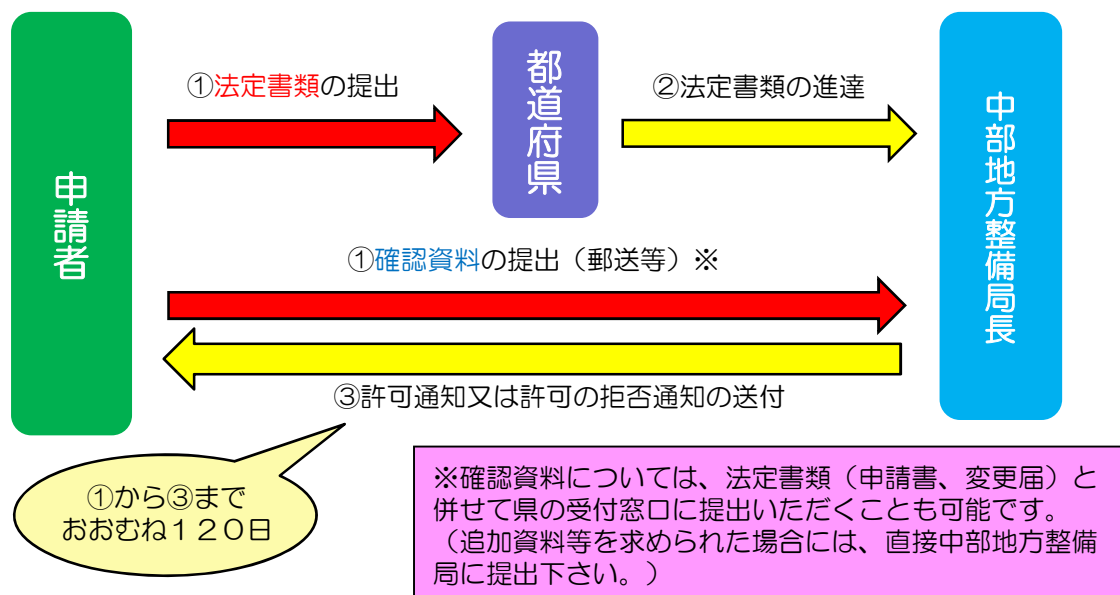 申請者
①法定書類の提出
都道府県
②法定書類の進達
中部地方整備局長
①確認資料の提出（郵送等）※
③許可通知又は許可の拒否通知の送付
①から③まで
おおむね１２０日
※確認資料については、法定書類（申請書、変更届）と
併せて県の受付窓口に提出いただくことも可能です。
（追加資料等を求められた場合には、直接中部地方整備
局に提出下さい。）